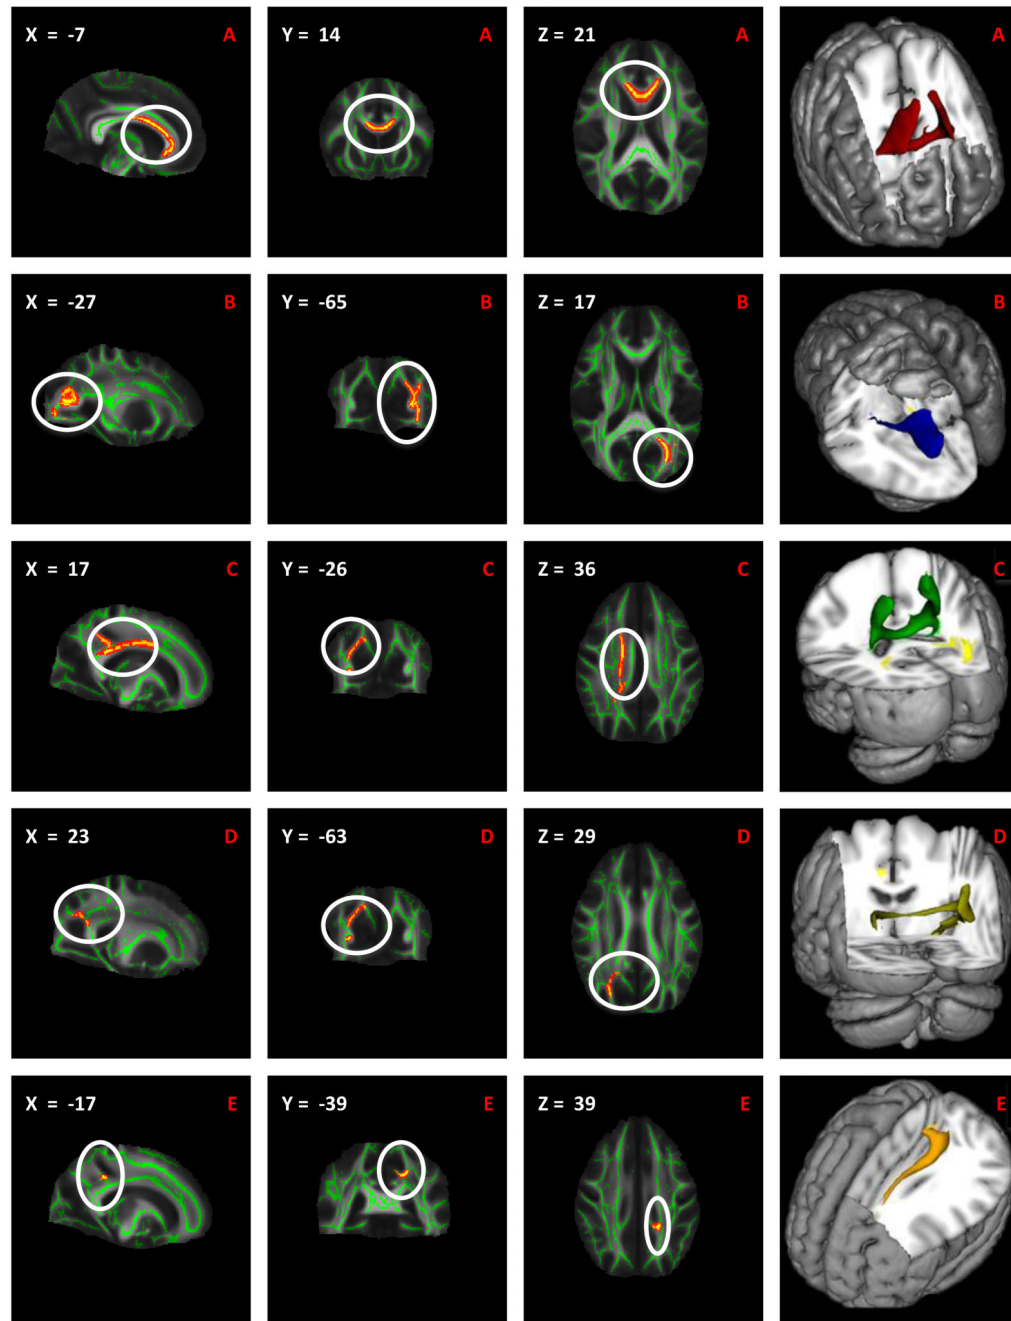 X = -7 A
Y = 14 A
Z = 21 A
A
X = -27 B
Y = -65 B
Z = 17 B
B
X = 17 C
Y = -26 C
Z = 36 C
C
X = 23 D
Y = -63 D
Z = 29 D
D
X = -17 E
Y = -39 E
Z = 39 E
E